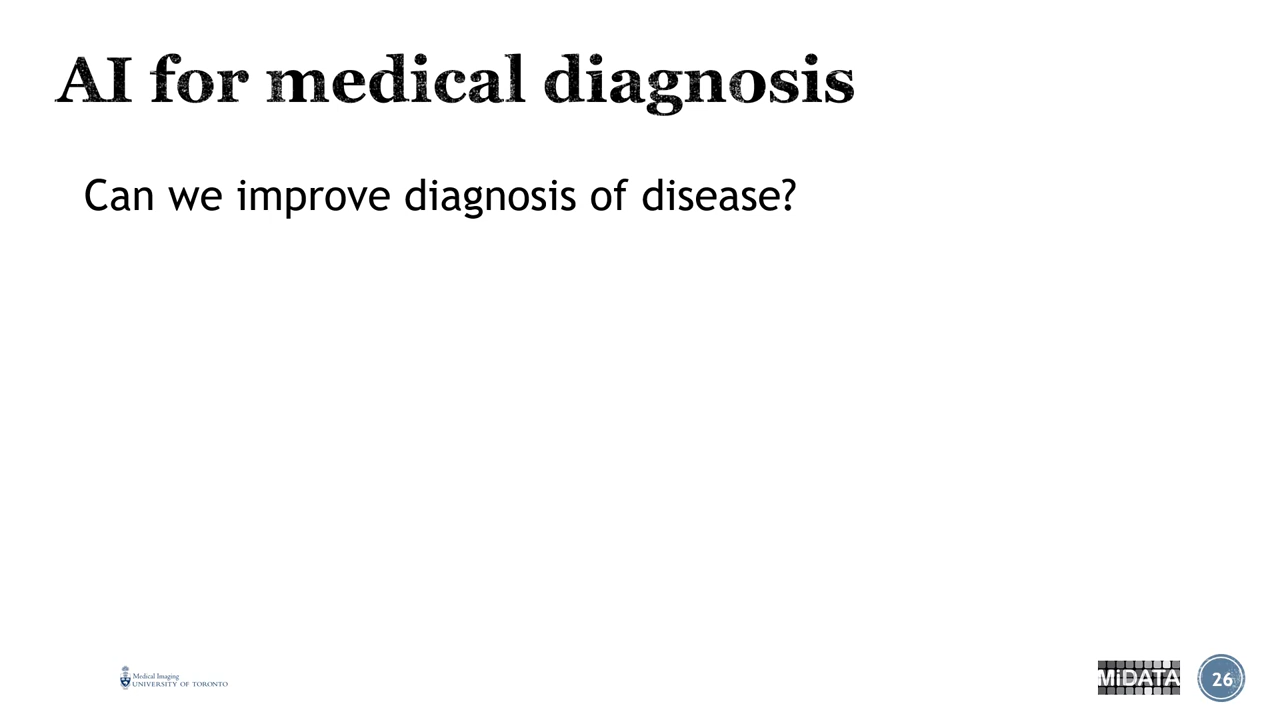 AI for medical diagnosis
Can we improve diagnosis of disease?
Medical Imaging
UNIVERSITY OF TORONTO
MiDATA
26